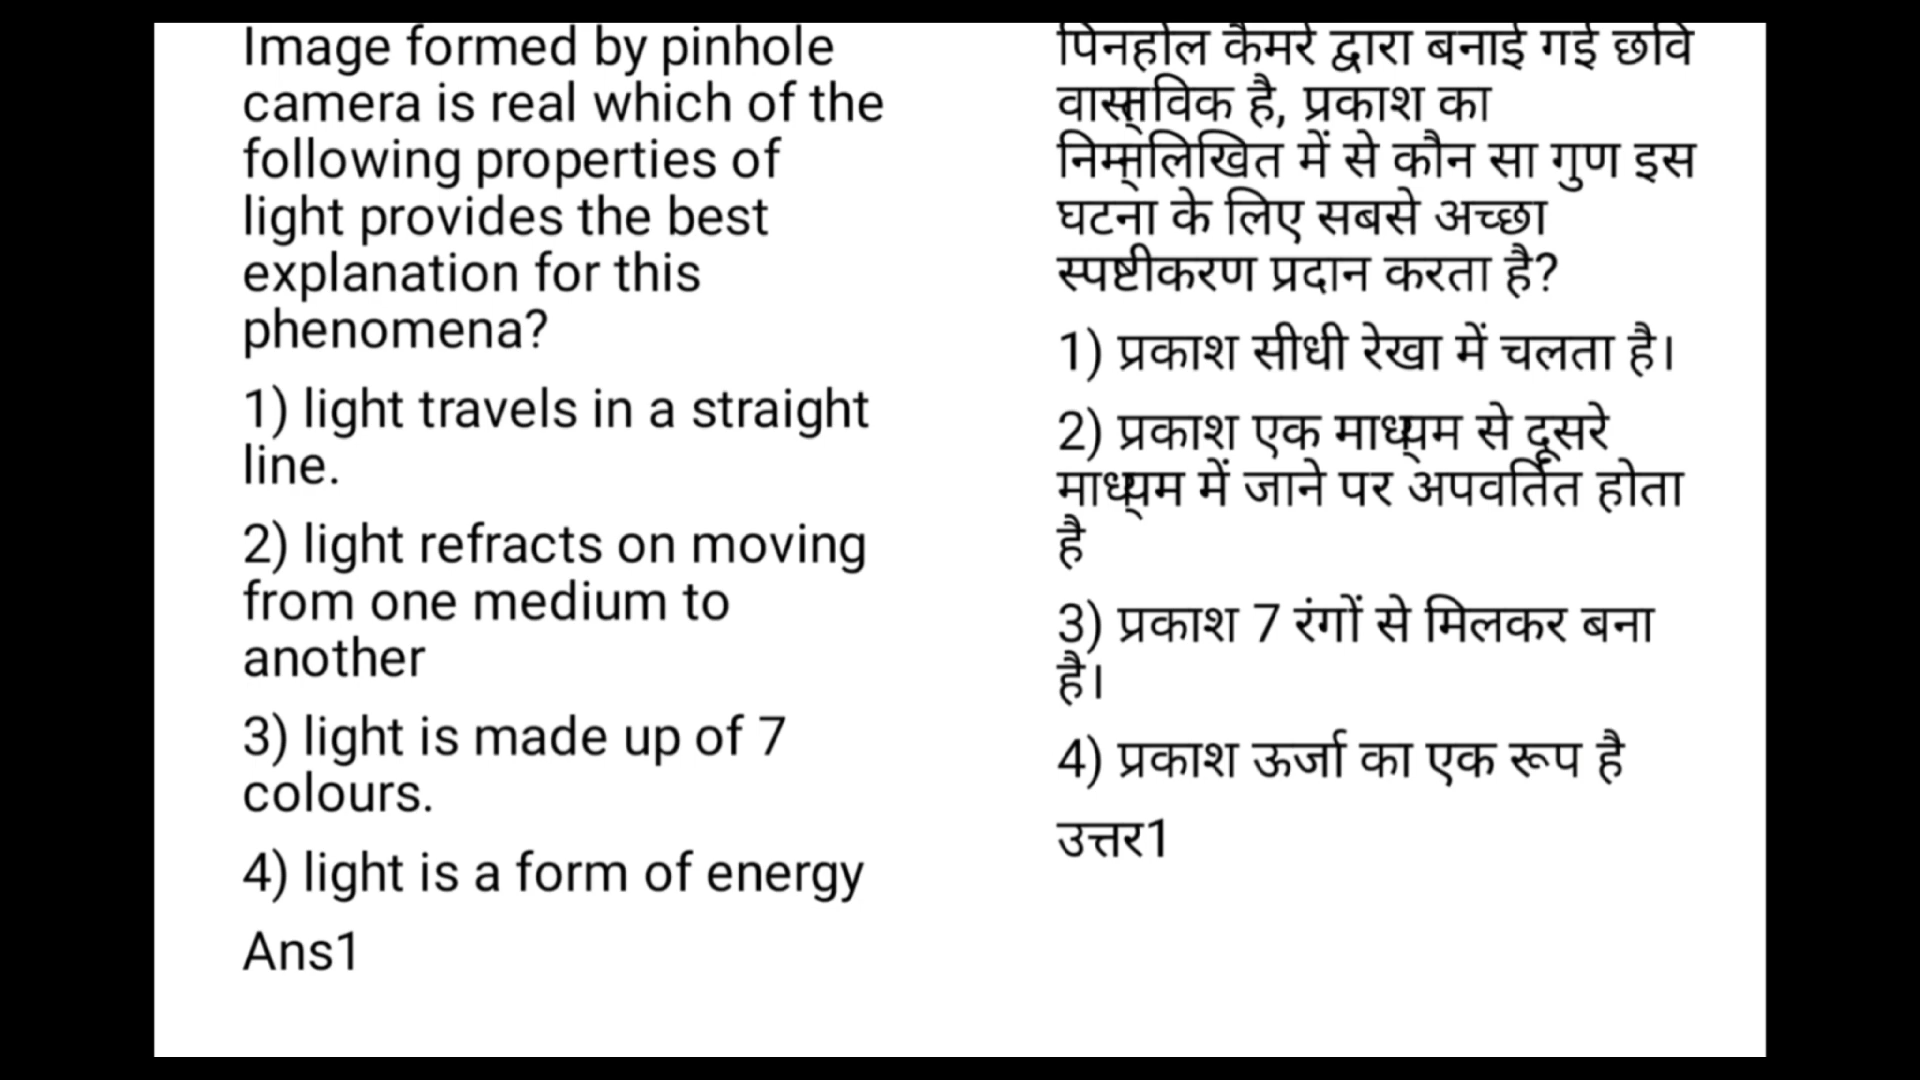 Image formed by pinhole
camera is real which of the
following properties of
light provides the best
explanation for this
phenomena?
1) light travels in a straight
line.
2) light refracts on moving
from one medium to
another
3) light is made up of 7
colours.
4) light is a form of energy
Ans1
पिनहोल कैमरे द्वारा बनाई गई छवि
वास्तविक है, प्रकाश का
निम्नलिखित में से कौन सा गुण इस
घटना के लिए सबसे अच्छा
स्पष्टीकरण प्रदान करता है?
1) प्रकाश सीधी रेखा में चलता है।
2) प्रकाश एक माध्यम से दूसरे
माध्यम में जाने पर अपवर्तित होता
है
3) प्रकाश 7 रंगों से मिलकर बना
है।
4) प्रकाश ऊर्जा का एक रूप है
उत्तर1